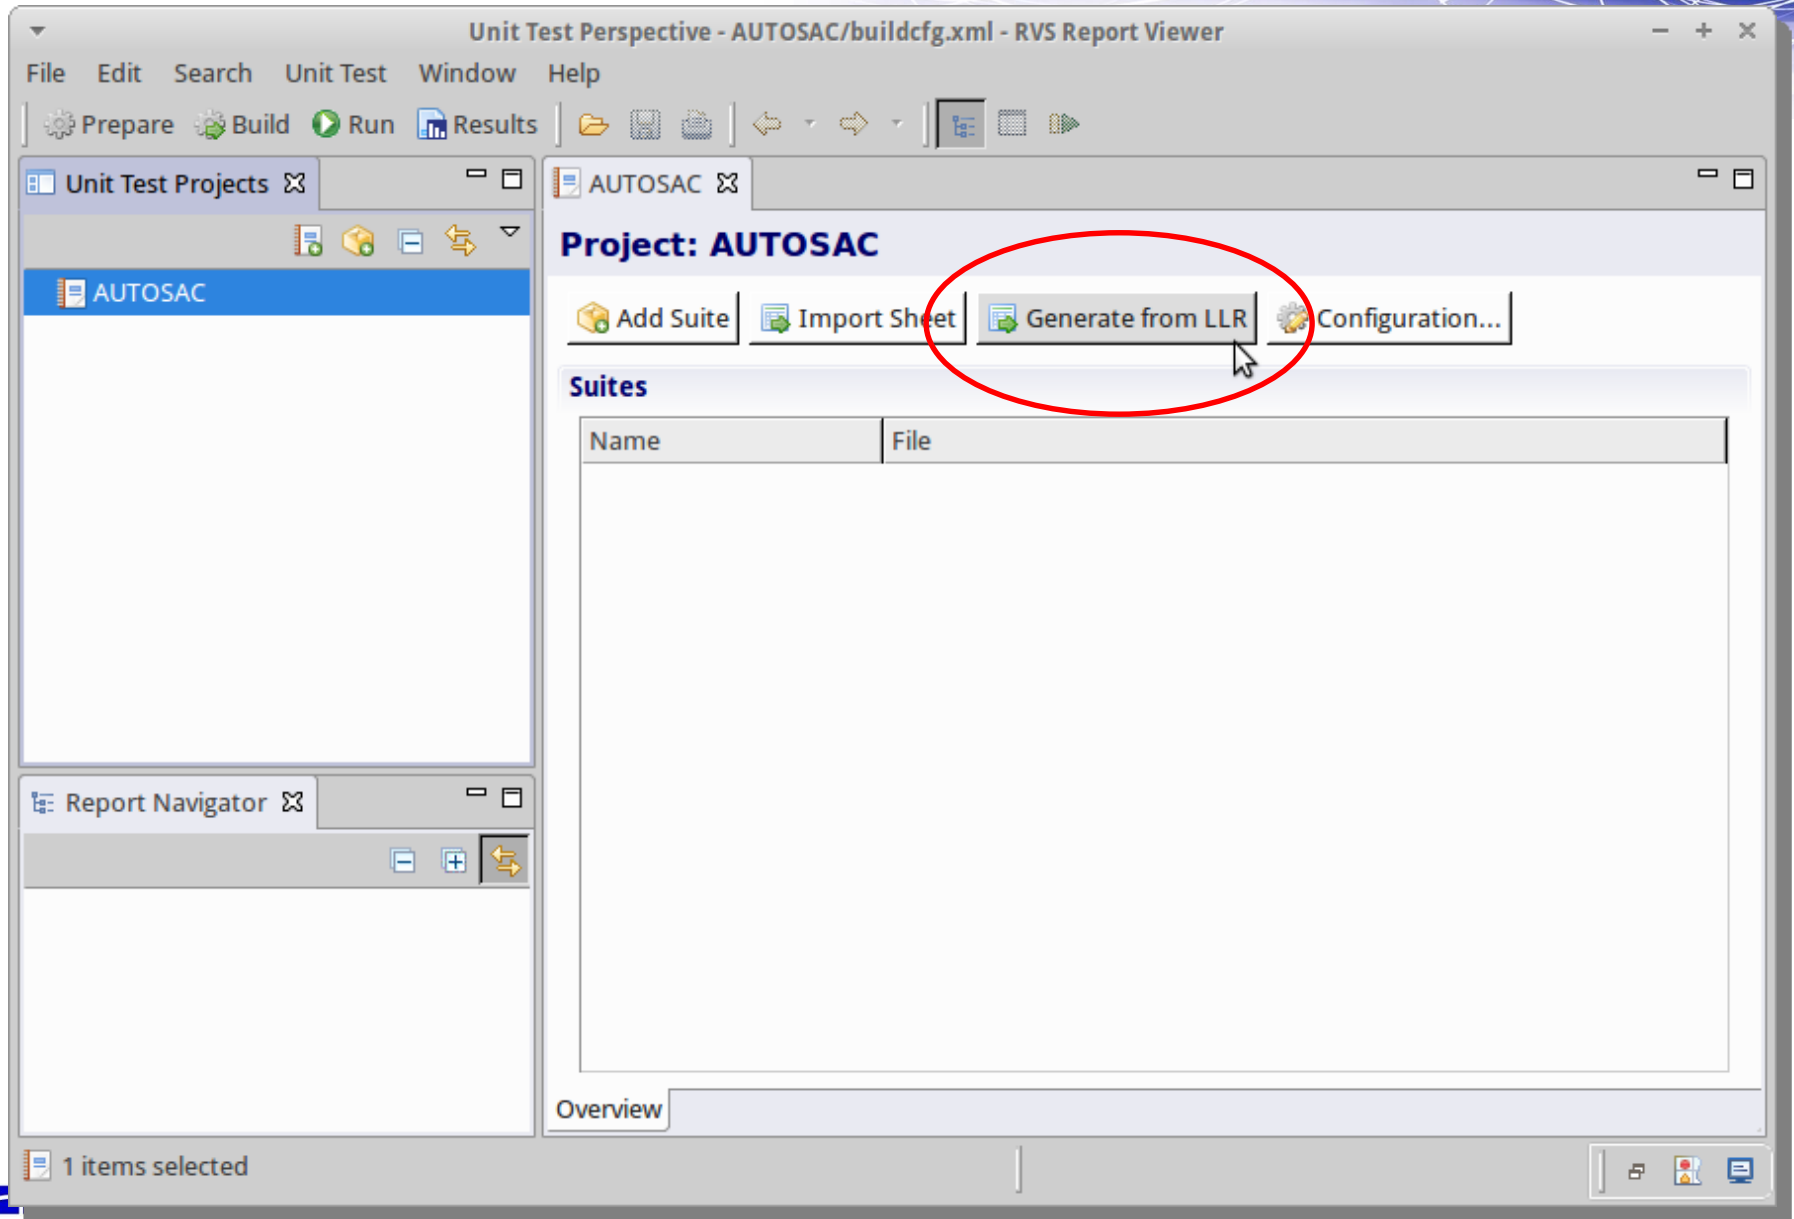 Unit Test Perspective - AUTOSAC/buildcfg.xml - RVS Report Viewer
File Edit Search Unit Test Window Help
Prepare Build Run Results
Unit Test Projects
AUTOSAC
AUTOSAC
Project: AUTOSAC
Add Suite Import Sheet Generate from LLR Configuration...
Suites
Name File
Overview
Report Navigator
1 items selected